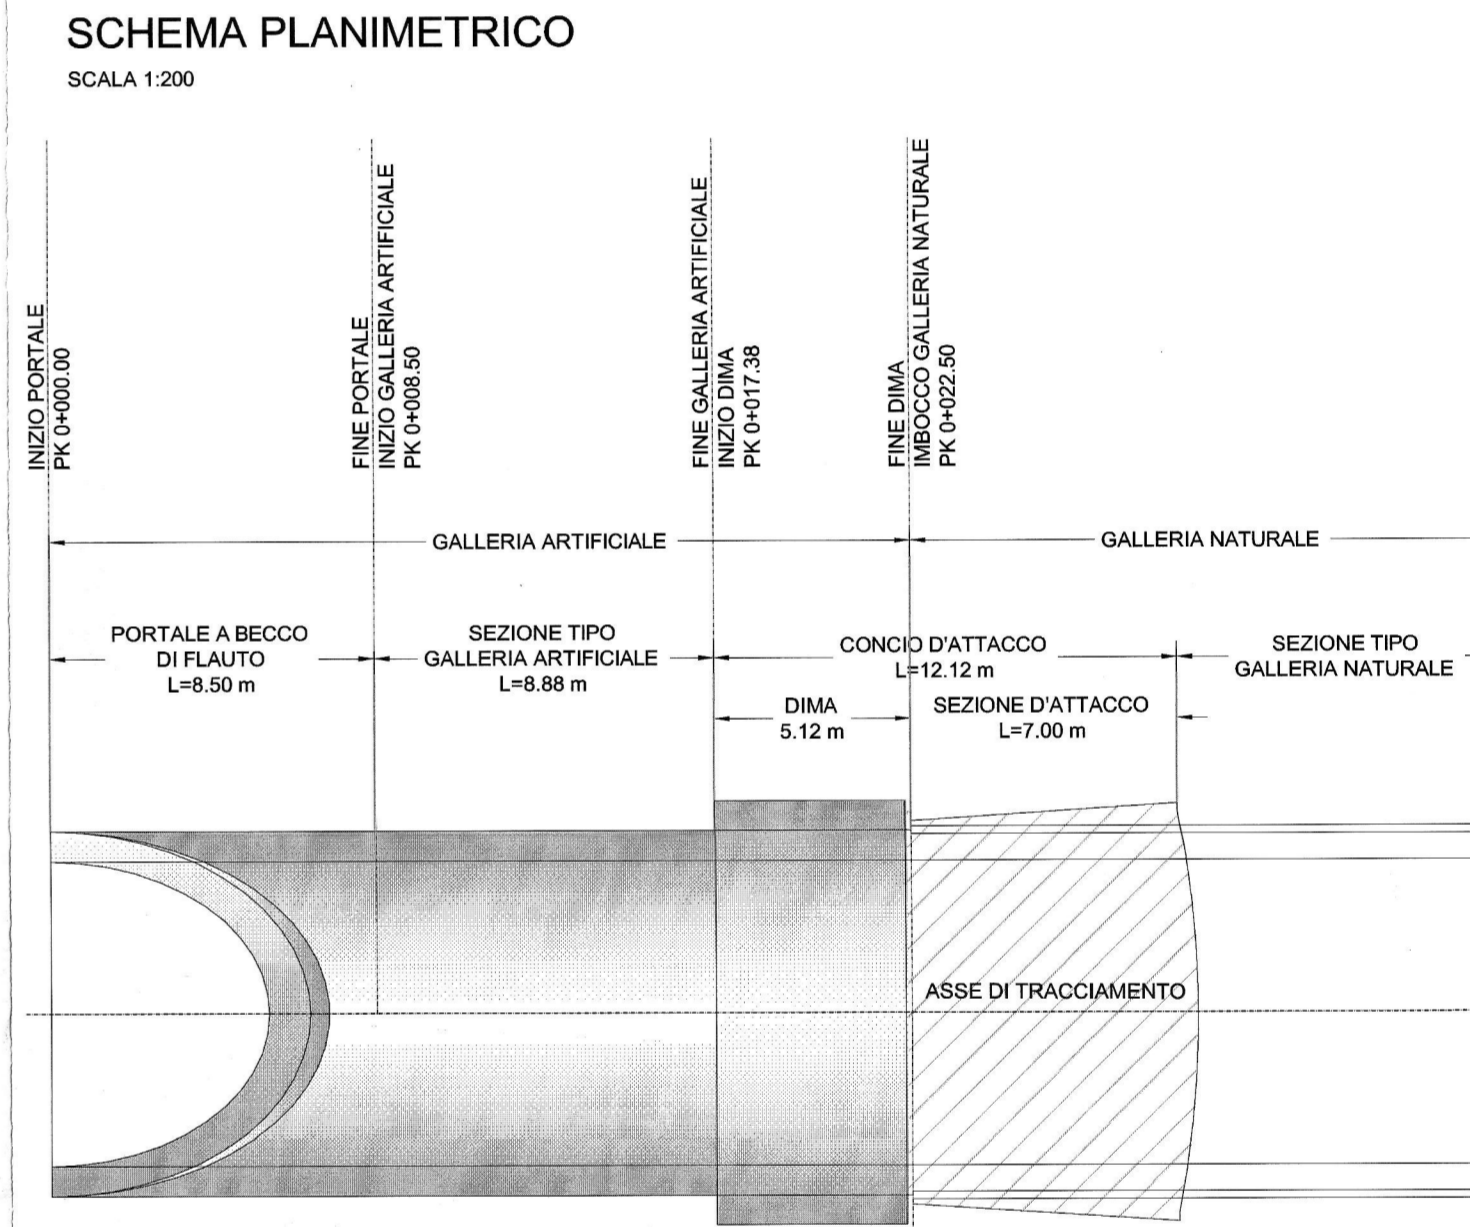 SCHEMA PLANIMETRICO
SCALA 1:200
INIZIO PORTALE
PK 0+000.00
FINE PORTALE
INIZIO GALLERIA ARTIFICIALE
PK 0+008.50
FINE GALLERIA ARTIFICIALE
INIZIO DIMA
PK 0+017.38
FINE DIMA
IMBOCCO GALLERIA NATURALE
PK 0+022.50
GALLERIA ARTIFICIALE
GALLERIA NATURALE
PORTALE A BECCO
DI FLAUTO
L=8.50 m
SEZIONE TIPO
GALLERIA ARTIFICIALE
L=8.88 m
CONCIO D'ATTACCO
L=12.12 m
SEZIONE TIPO
GALLERIA NATURALE
DIMA
5.12 m
SEZIONE D'ATTACCO
L=7.00 m
ASSE DI TRACCIAMENTO